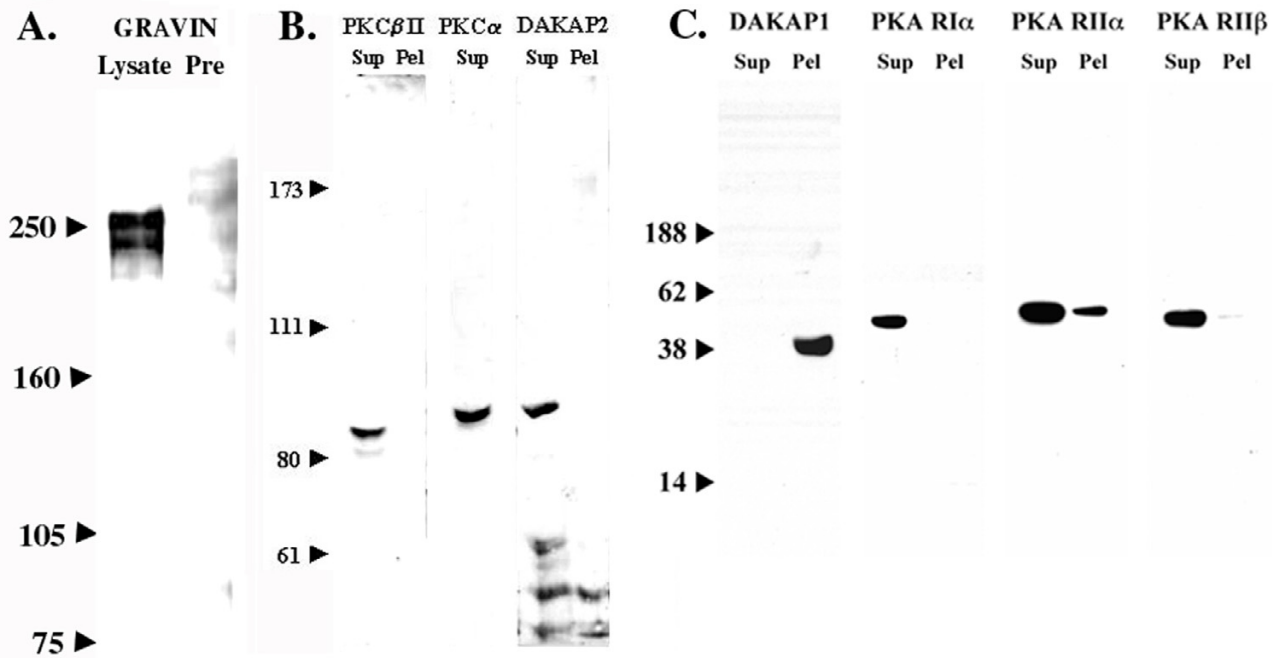 A.
GRAVIN
Lysate Pre
250
160
105
75
B.
PKCβII PKCα DAKAP2
Sup Pel Sup Sup Pel
173
111
80
61
C.
DAKAP1 PKA RIα PKA RIIα PKA RIIβ
Sup Pel Sup Pel Sup Pel Sup Pel
188
62
38
14